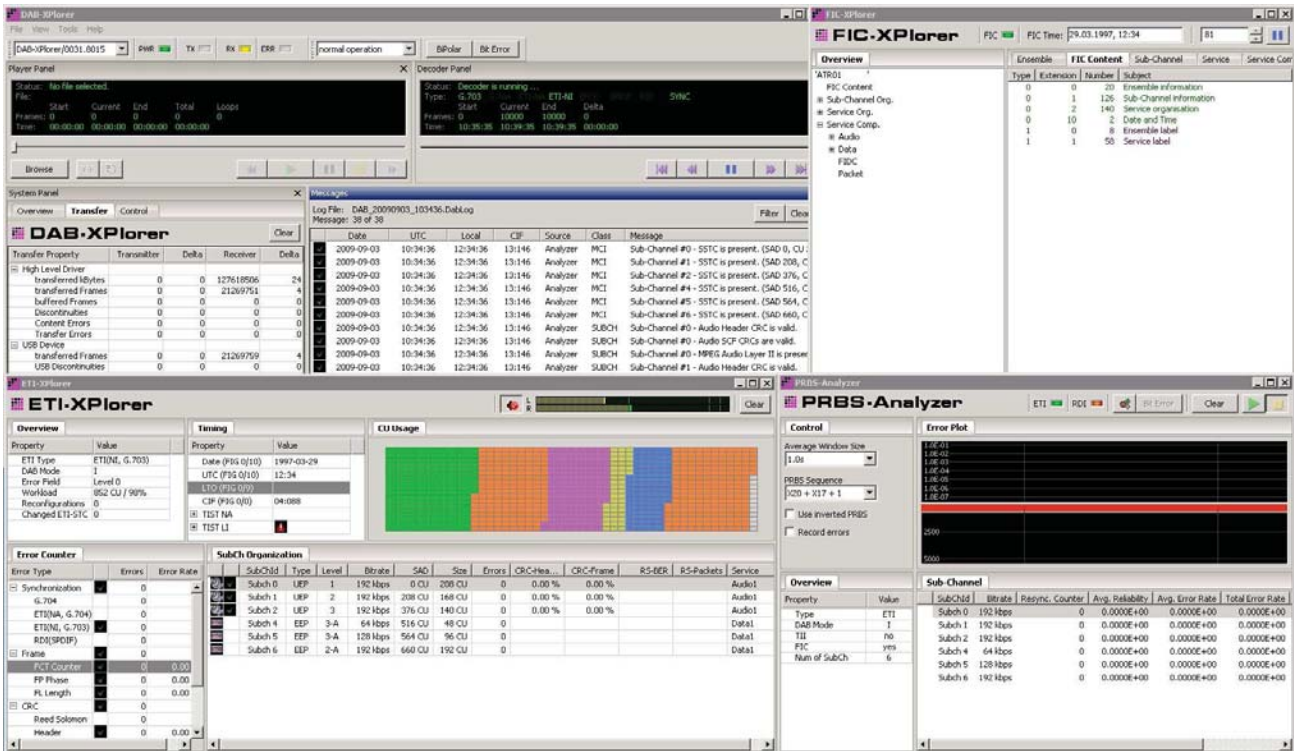 DAB-XPlorer
File View Tools Help
DAB-XPlorer/0031.8015 PWR TX RX ERR normal operation BiPolar Bit Error
Player Panel
Status: No file selected.
File:
Start Current End Total Loops
Frames: 0 0 0 0 0
Time: 00:00:00 00:00:00 00:00:00 00:00:00
Browse
Decoder Panel
Status: Decoder is running ...
Type: G.703 ETI-NI SYNC
Start Current End Delta
Frames: 0 10000 10000 0
Time: 10:35:35 10:39:35 10:39:35 00:00:00
System Panel
Overview Transfer Control
DAB-XPlorer Clear
Transfer Property Transmitter Delta Receiver Delta
High Level Driver
transferred kBytes 0 0 127618506 24
transferred Frames 0 0 21269751 4
buffered Frames 0 0 0 0
Discontinuities 0 0 0 0
Content Errors 0 0 0 0
Transfer Errors 0 0 0 0
USB Device
transferred Frames 0 0 21269759 4
USB Discontinuities 0 0 0 0
Messages
Log File: DAB_20090903_103436.DabLog
Message: 38 of 38
Filter Clear
Date UTC Local CIF Source Class Message
2009-09-03 10:34:36 12:34:36 13:146 Analyzer MCI Sub-Channel #0 - SSTC is present. (SAD 0, CU
2009-09-03 10:34:36 12:34:36 13:146 Analyzer MCI Sub-Channel #1 - SSTC is present. (SAD 208, C
2009-09-03 10:34:36 12:34:36 13:146 Analyzer MCI Sub-Channel #2 - SSTC is present. (SAD 376, C
2009-09-03 10:34:36 12:34:36 13:146 Analyzer MCI Sub-Channel #4 - SSTC is present. (SAD 516, C
2009-09-03 10:34:36 12:34:36 13:146 Analyzer MCI Sub-Channel #5 - SSTC is present. (SAD 564, C
2009-09-03 10:34:36 12:34:36 13:146 Analyzer MCI Sub-Channel #6 - SSTC is present. (SAD 660, C
2009-09-03 10:34:36 12:34:36 13:146 Analyzer SUBCH Sub-Channel #0 - Audio Header CRC is valid.
2009-09-03 10:34:36 12:34:36 13:146 Analyzer SUBCH Sub-Channel #0 - Audio SCF CRCs are valid.
2009-09-03 10:34:36 12:34:36 13:146 Analyzer SUBCH Sub-Channel #0 - MPEG Audio Layer II is presen
2009-09-03 10:34:36 12:34:36 13:146 Analyzer SUBCH Sub-Channel #1 - Audio Header CRC is valid.
FIC-XPlorer
FIC-XPlorer FIC FIC Time: 29.03.1997, 12:34 81
Overview
'ATRO1 '
FIC Content
Sub-Channel Org.
Service Org.
Service Comp.
Audio
Data
FIDC
Packet
Ensemble FIC Content Sub-Channel Service Service Com
Type Extension Number Subject
0 0 20 Ensemble information
0 1 126 Sub-Channel information
0 2 140 Service organisation
0 10 2 Date and Time
1 0 8 Ensemble label
1 1 58 Service label
ETI-XPlorer
ETI-XPlorer L R Clear
Overview
Property Value
ETI Type ETI(NI, G.703)
DAB Mode I
Error Field Level 0
Workload 852 CU / 98%
Reconfigurations 0
Changed ETI-STC 0
Timing
Property Value
Date (FIG 0/10) 1997-03-29
UTC (FIG 0/10) 12:34
LTO (FIG 0/9)
CIF (FIG 0/0) 04:088
TIST NA
TIST LI
CU Usage
Error Counter
Error Type Errors Error Rate
Synchronization 0
G.704 0
ETI(NA, G.704) 0
ETI(NI, G.703) 0
RDI(SPDIF) 0
Frame 0
FCT Counter 0 0.00
FP Phase 0 0.00
FL Length 0 0.00
CRC 0
Reed Solomon 0
Header 0 0.00
SubCh Organization
SubChId Type Level Bitrate SAD Size Errors CRC-Hea... CRC-Frame RS-BER RS-Packets Service
Subch 0 UEP 1 192 kbps 0 CU 208 CU 0 0.00 % 0.00 % Audio1
Subch 1 UEP 2 192 kbps 208 CU 168 CU 0 0.00 % 0.00 % Audio1
Subch 2 UEP 3 192 kbps 376 CU 140 CU 0 0.00 % 0.00 % Audio1
Subch 4 EEP 3-A 64 kbps 516 CU 48 CU 0 Data1
Subch 5 EEP 3-A 128 kbps 564 CU 96 CU 0 Data1
Subch 6 EEP 2-A 192 kbps 660 CU 192 CU 0 Data1
PRBS-Analyzer
PRBS-Analyzer ETI RDI Bit Error Clear
Control
Average Window Size
1.0s
PRBS Sequence
X20 + X17 + 1
Use inverted PRBS
Record errors
Error Plot
1.0E-01
1.0E-02
1.0E-03
1.0E-04
1.0E-05
1.0E-06
1.0E-07
2500
5000
Overview
Property Value
Type ETI
DAB Mode I
TII no
FIC yes
Num of SubCh 6
Sub-Channel
SubChId Bitrate Resync. Counter Avg. Reliability Avg. Error Rate Total Error Rate
Subch 0 192 kbps 0 0.0000E+00 0.0000E+00 0.0000E+00
Subch 1 192 kbps 0 0.0000E+00 0.0000E+00 0.0000E+00
Subch 2 192 kbps 0 0.0000E+00 0.0000E+00 0.0000E+00
Subch 4 64 kbps 0 0.0000E+00 0.0000E+00 0.0000E+00
Subch 5 128 kbps 0 0.0000E+00 0.0000E+00 0.0000E+00
Subch 6 192 kbps 0 0.0000E+00 0.0000E+00 0.0000E+00